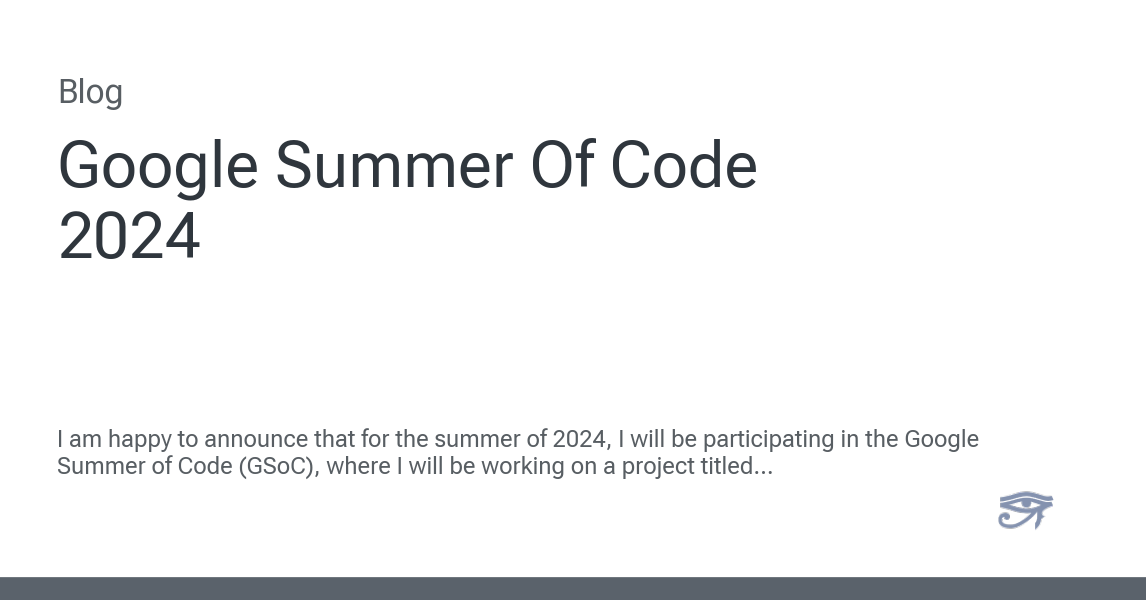 Blog
Google Summer Of Code
2024
I am happy to announce that for the summer of 2024, I will be participating in the Google
Summer of Code (GSoC), where I will be working on a project titled...